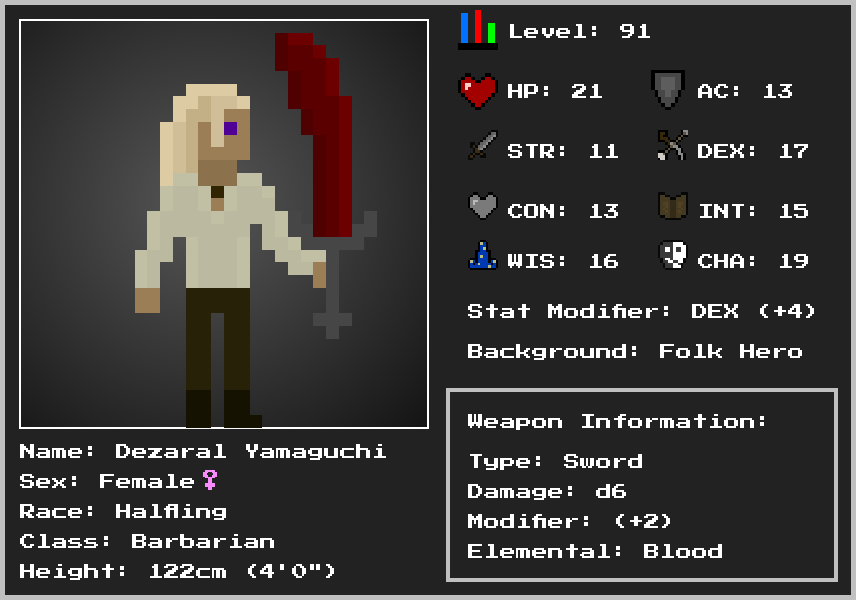 Level: 91
HP: 21
AC: 13
STR: 11
DEX: 17
CON: 13
INT: 15
WIS: 16
CHA: 19
Stat Modifier: DEX (+4)
Background: Folk Hero
Weapon Information:
Type: Sword
Damage: d6
Modifier: (+2)
Elemental: Blood
Name: Dezaral Yamaguchi
Sex: Female♀
Race: Halfling
Class: Barbarian
Height: 122cm (4'0")